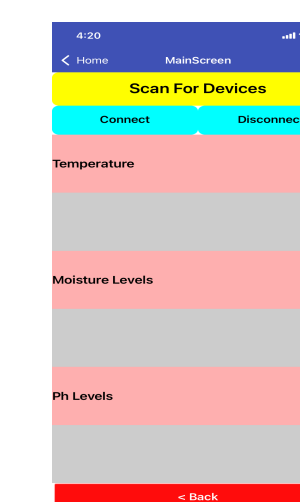 4:20
Home MainScreen
Scan For Devices
Connect Disconnec
Temperature
Moisture Levels
Ph Levels
< Back